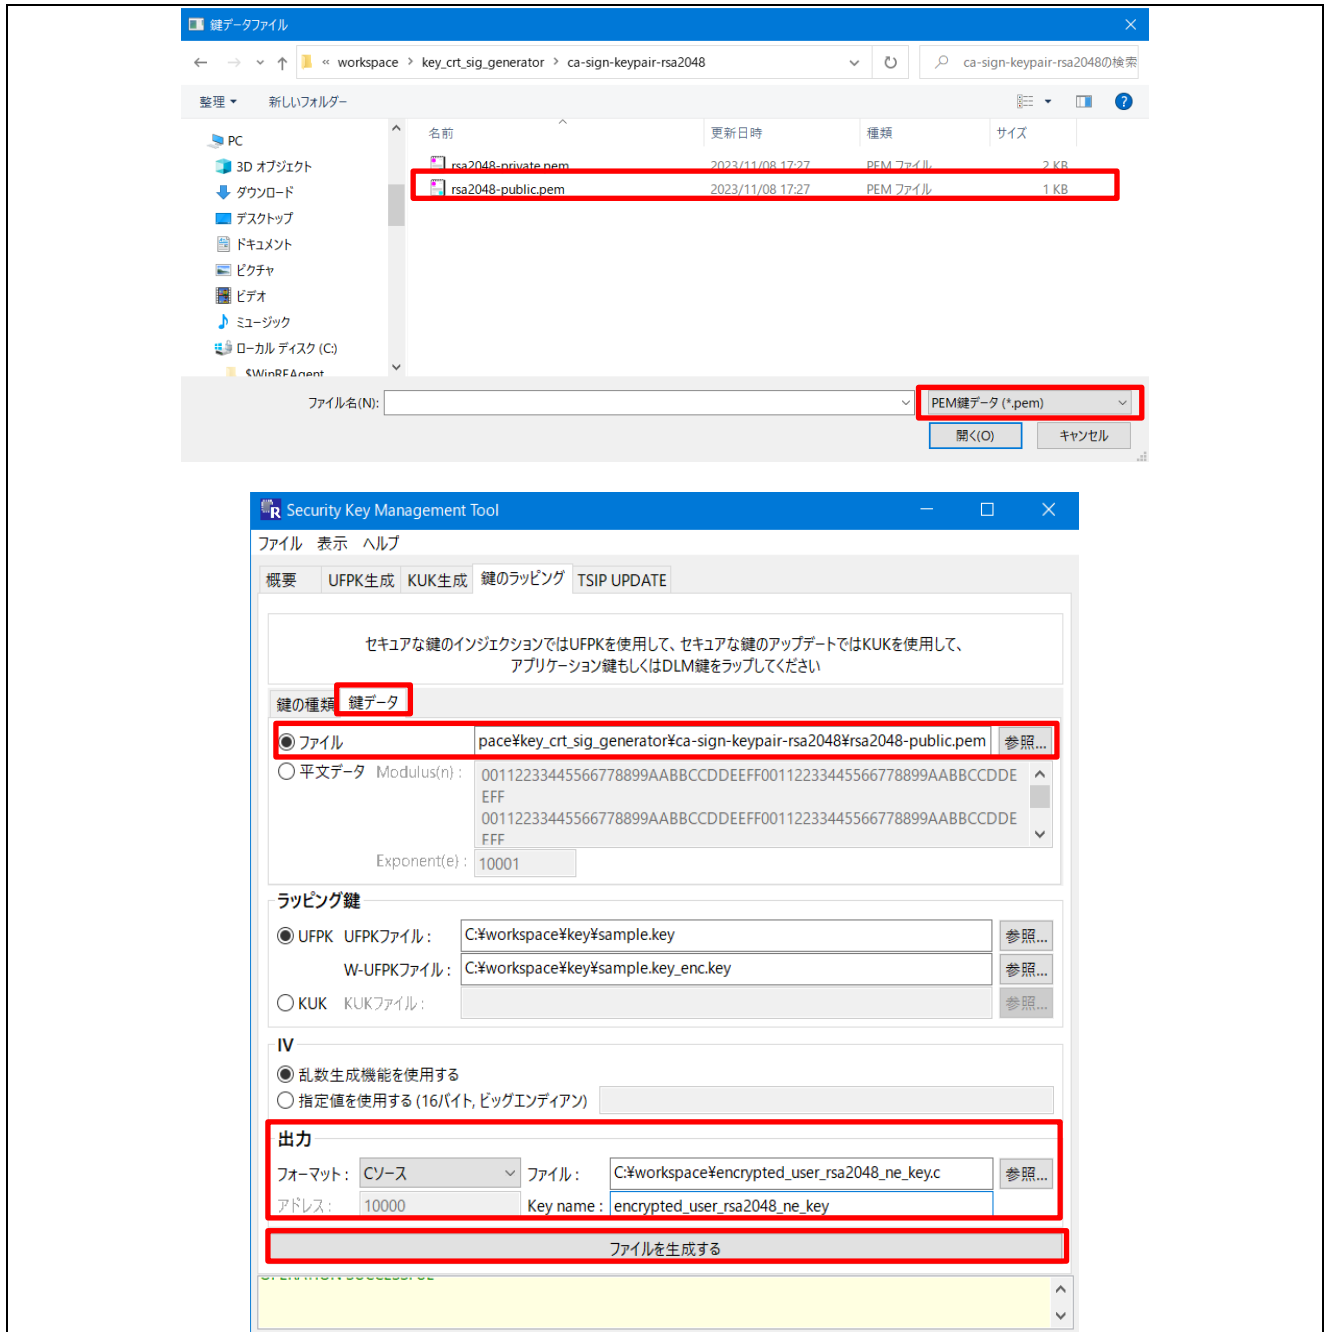 鍵データファイル
« workspace > key_crt_sig_generator > ca-sign-keypair-rsa2048
ca-sign-keypair-rsa2048の検索
整理 新しいフォルダー
名前 更新日時 種類 サイズ
PC
3D オブジェクト
ダウンロード
デスクトップ
ドキュメント
ピクチャ
ビデオ
ミュージック
ローカル ディスク (C:)
$WinREAgent
rsa2048-private.pem 2023/11/08 17:27 PEM ファイル 2 KB
rsa2048-public.pem 2023/11/08 17:27 PEM ファイル 1 KB
ファイル名(N):
PEM鍵データ (*.pem)
開く(O) キャンセル
Security Key Management Tool
ファイル 表示 ヘルプ
概要 UFPK生成 KUK生成 鍵のラッピング TSIP UPDATE
セキュアな鍵のインジェクションではUFPKを使用して、セキュアな鍵のアップデートではKUKを使用して、
アプリケーション鍵もしくはDLM鍵をラップしてください
鍵の種類 鍵データ
ファイル pace¥key_crt_sig_generator¥ca-sign-keypair-rsa2048¥rsa2048-public.pem 参照...
平文データ Modulus(n) : 00112233445566778899AABBCCDDEEFF00112233445566778899AABBCCDDE
EFF
00112233445566778899AABBCCDDEEFF00112233445566778899AABBCCDDE
EFF
Exponent(e) : 10001
ラッピング鍵
UFPK UFPKファイル : C:¥workspace¥key¥sample.key 参照...
W-UFPKファイル : C:¥workspace¥key¥sample.key_enc.key 参照...
KUK KUKファイル : 参照...
IV
乱数生成機能を使用する
指定値を使用する (16バイト, ビッグエンディアン)
出力
フォーマット : Cソース ファイル : C:¥workspace¥encrypted_user_rsa2048_ne_key.c 参照...
アドレス : 10000 Key name : encrypted_user_rsa2048_ne_key
ファイルを生成する
OPERATION SUCCESSFUL